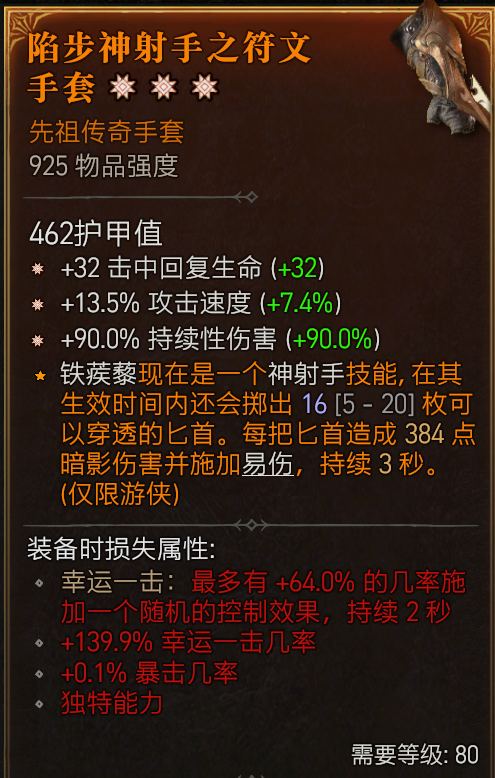 陷步神射手之符文
手套
先祖传奇手套
925 物品强度
462护甲值
+32 击中回复生命 (+32)
+13.5% 攻击速度 (+7.4%)
+90.0% 持续性伤害 (+90.0%)
铁蒺藜现在是一个神射手技能, 在其
生效时间内还会掷出 16 [5 - 20] 枚可
以穿透的匕首。每把匕首造成 384 点
暗影伤害并施加易伤，持续 3 秒。
(仅限游侠)
装备时损失属性:
幸运一击：最多有 +64.0% 的几率施
加一个随机的控制效果，持续 2 秒
+139.9% 幸运一击几率
+0.1% 暴击几率
独特能力
需要等级: 80